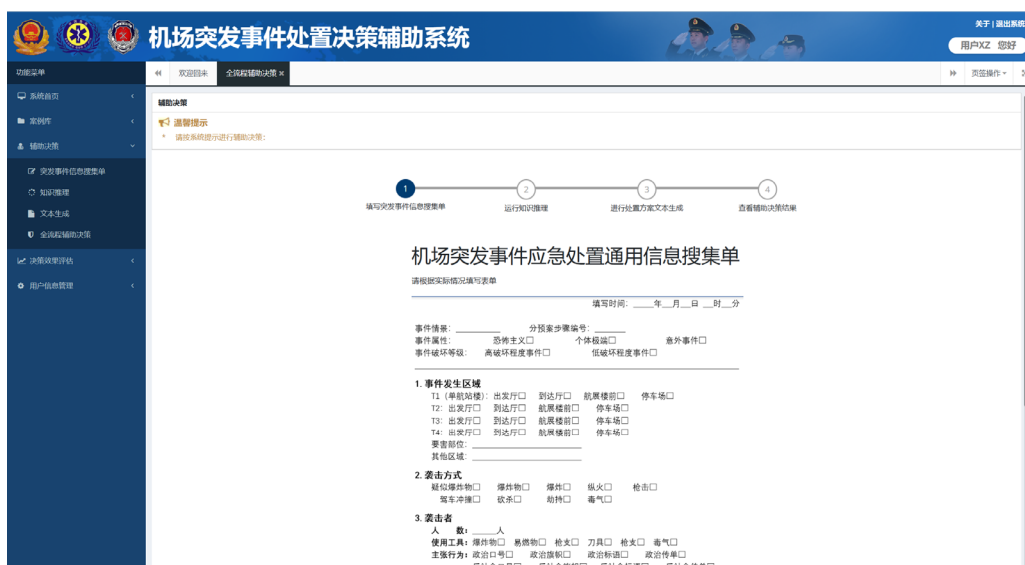 机场突发事件处置决策辅助系统
关于 | 退出系统
用户XZ 您好
功能菜单
欢迎回来
全流程辅助决策 ×
页签操作
系统首页
案例库
辅助决策
突发事件信息搜集单
知识推理
文本生成
全流程辅助决策
决策效果评估
用户信息管理
辅助决策
温馨提示
* 请按系统提示进行辅助决策:
1 2 3 4
填写突发事件信息搜集单 运行知识推理 进行处置方案文本生成 查看辅助决策结果
机场突发事件应急处置通用信息搜集单
请根据实际情况填写表单
填写时间: _____年__月__日 __时__分
事件情景: _________ 分预案步骤编号: ______
事件属性: 恐怖主义□ 个体极端□ 意外事件□
事件破坏等级: 高破坏程度事件□ 低破坏程度事件□
1. 事件发生区域
T1 (单航站楼): 出发厅□ 到达厅□ 航展楼前□ 停车场□
T2: 出发厅□ 到达厅□ 航展楼前□ 停车场□
T3: 出发厅□ 到达厅□ 航展楼前□ 停车场□
T4: 出发厅□ 到达厅□ 航展楼前□ 停车场□
要害部位: ______________________
其他区域: ______________________
2. 袭击方式
疑似爆炸物□ 爆炸物□ 爆炸□ 纵火□ 枪击□
驾车冲撞□ 砍杀□ 劫持□ 毒气□
3. 袭击者
人 数: _____人
使用工具: 爆炸物□ 易燃物□ 枪支□ 刀具□ 枪支□ 毒气□
主张行为: 政治口号□ 政治旗帜□ 政治标语□ 政治传单□